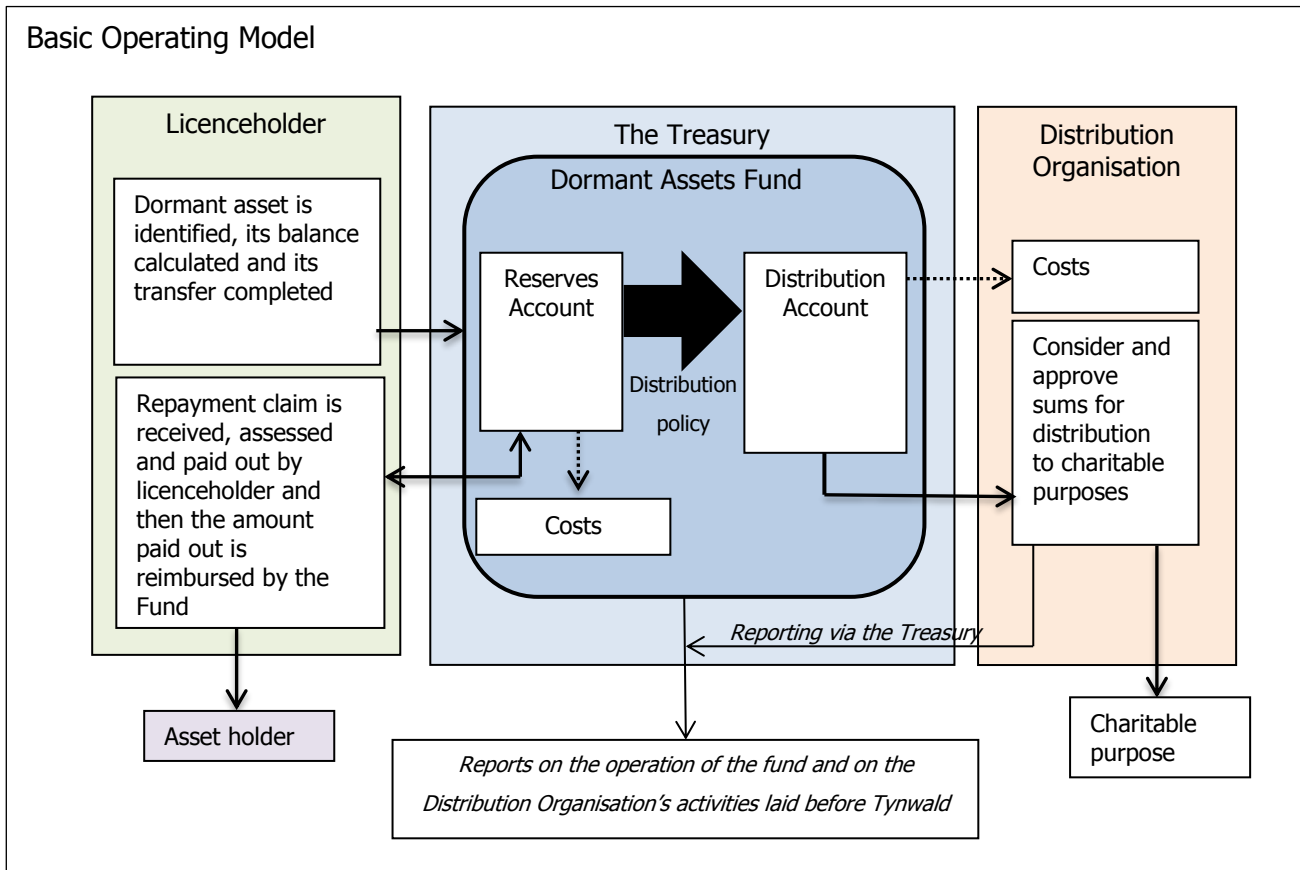 Basic Operating Model
Licenceholder
Dormant asset is
identified, its balance
calculated and its
transfer completed
Repayment claim is
received, assessed
and paid out by
licenceholder and
then the amount
paid out is
reimbursed by the
Fund
Asset holder
The Treasury
Dormant Assets Fund
Reserves
Account
Distribution
policy
Distribution
Account
Costs
Distribution
Organisation
Costs
Consider and
approve
sums for
distribution
to charitable
purposes
Reporting via the Treasury
Charitable
purpose
Reports on the operation of the fund and on the
Distribution Organisation's activities laid before Tynwald